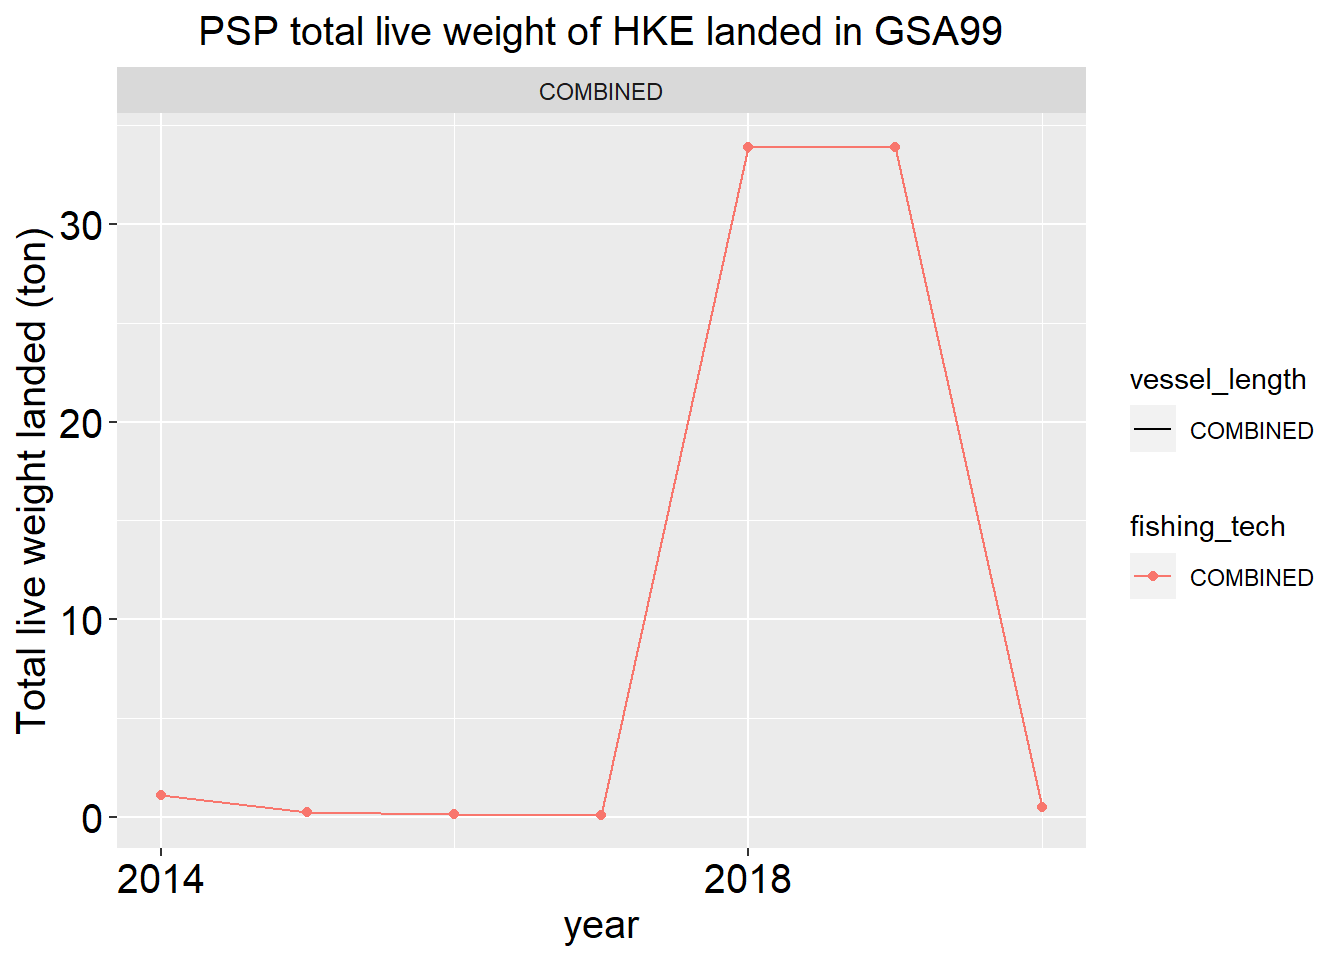 PSP total live weight of HKE landed in GSA99
COMBINED
Total live weight landed (ton)
30
20
10
0
2014
2018
year
vessel_length
COMBINED
fishing_tech
COMBINED